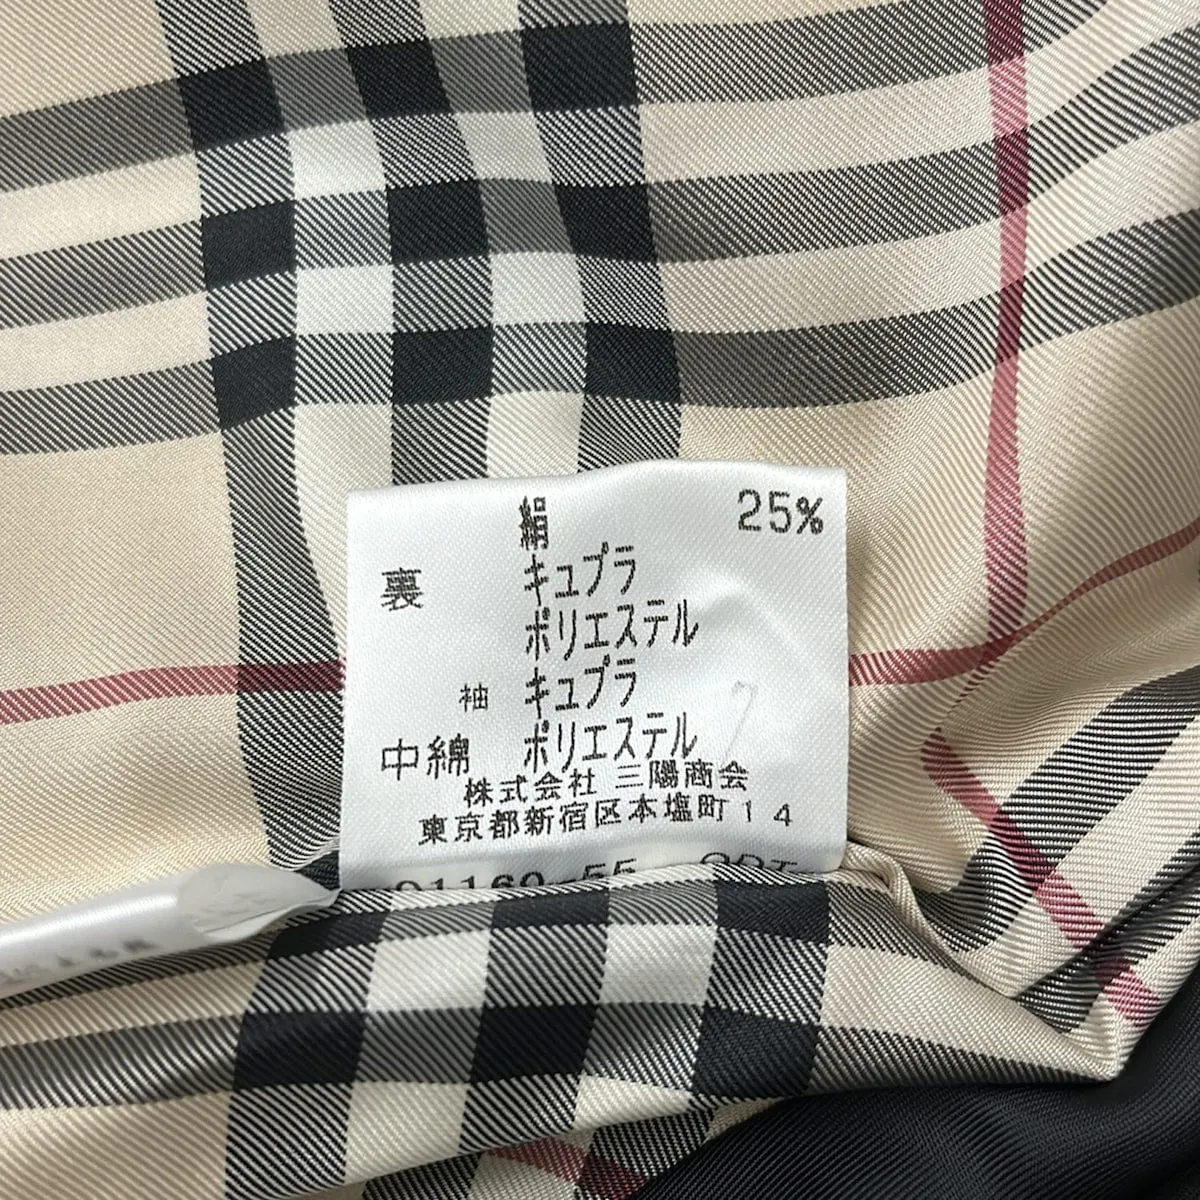 絹 25%
裏 キュプラ
ポリエステル
袖 キュプラ
中綿 ポリエステル
株式会社 三陽商会
東京都新宿区本塩町14